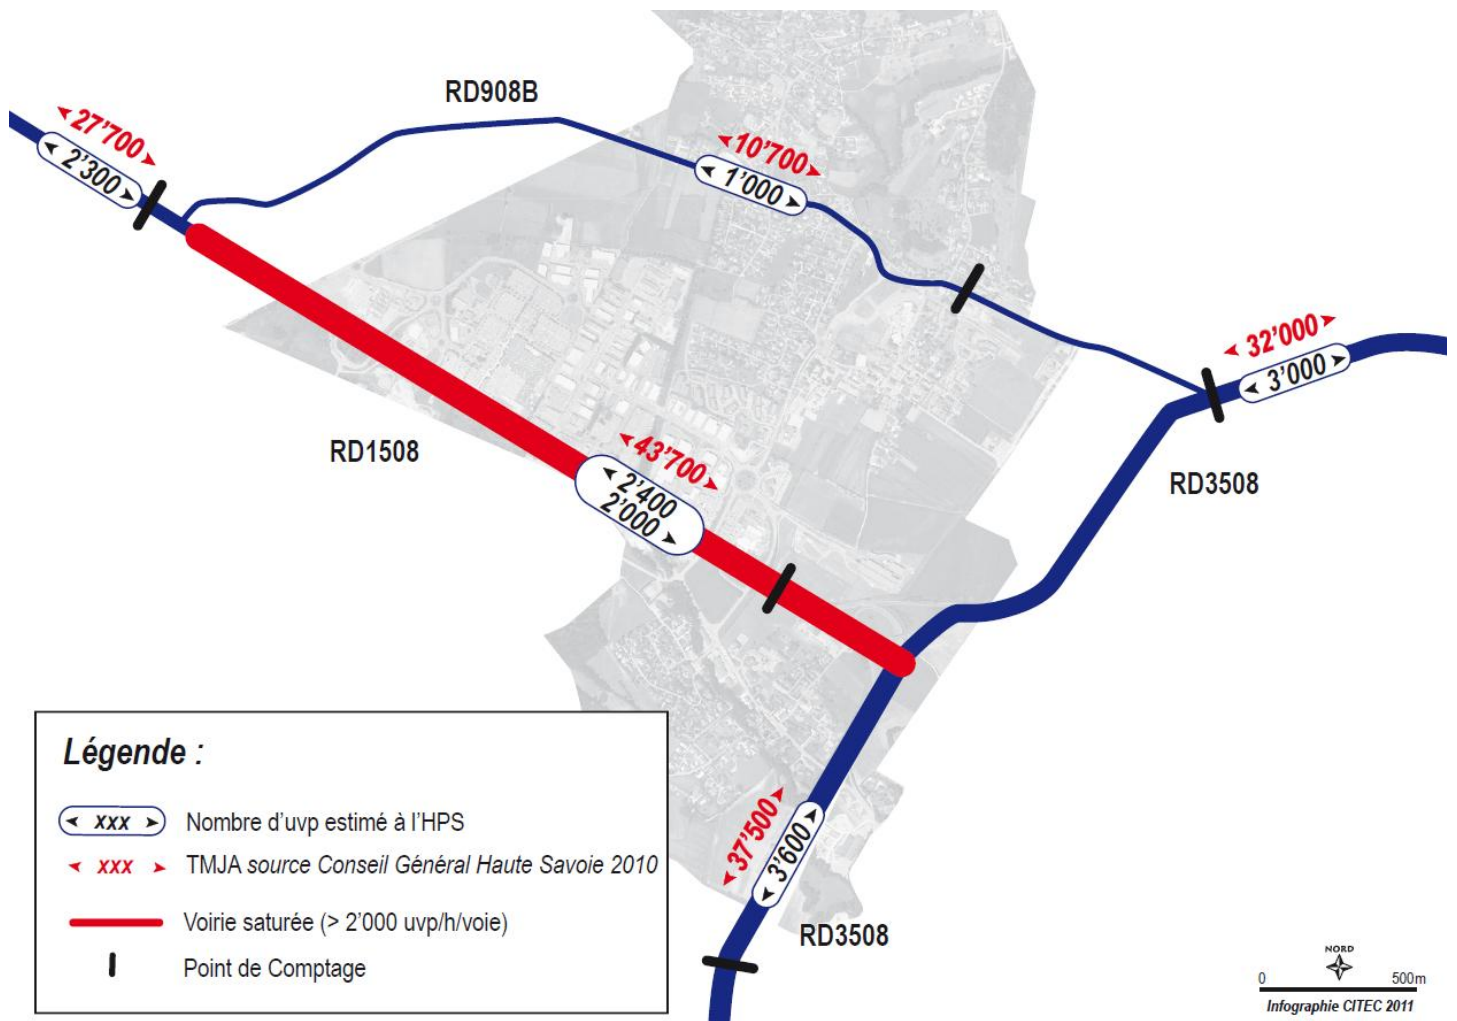 RD908B
27'700
2'300
10'700
1'000
32'000
3'000
RD1508
43'700
2'400
2'000
RD3508
37'500
3'600
RD3508
Légende :
xxx Nombre d'uvp estimé à l'HPS
xxx TMJA source Conseil Général Haute Savoie 2010
Voirie saturée (> 2'000 uvp/h/voie)
Point de Comptage
NORD
0 500m
Infographie CITEC 2011